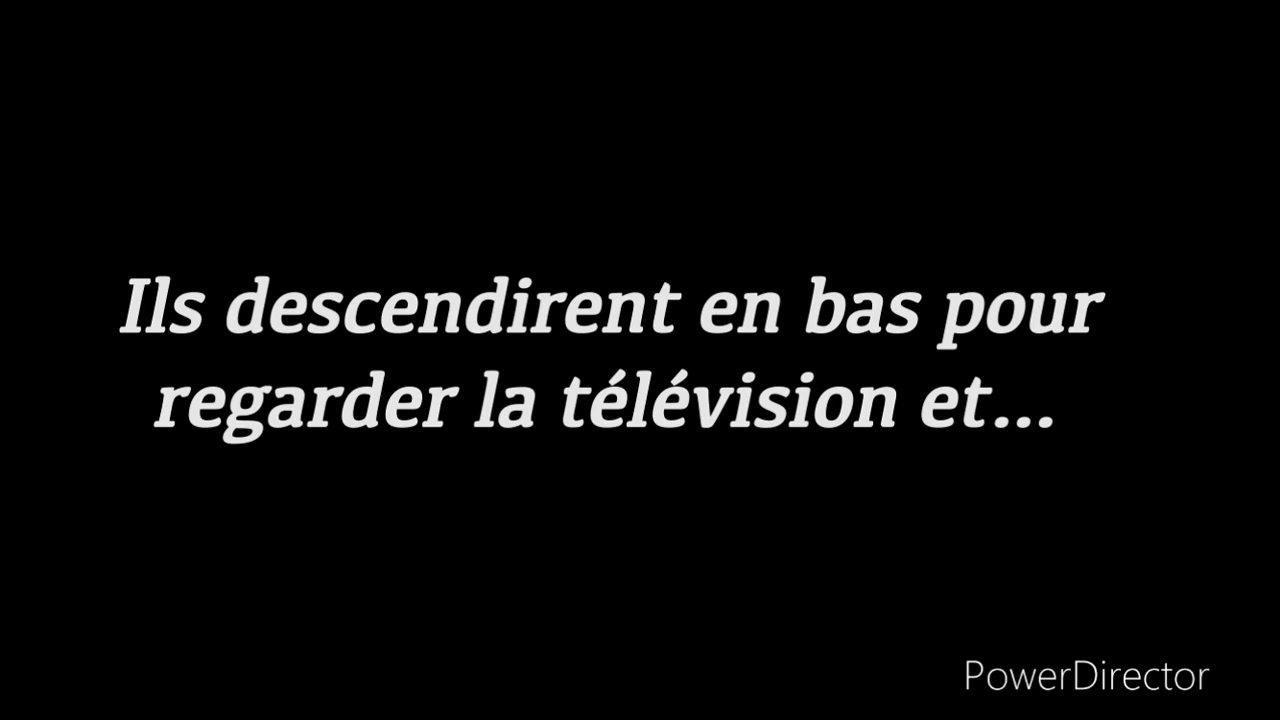 Ils descendirent en bas pour
regarder la télévision et...
PowerDirector